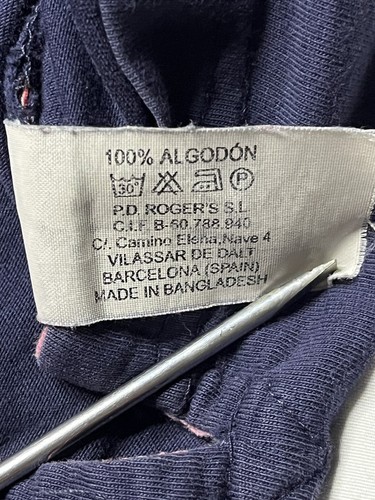 100% ALGODÓN
30° P
P.D. ROGER'S S.L
C.I.F. B-60.788.940
C/. Camino Elena, Nave 4
VILASSAR DE DALT
BARCELONA (SPAIN)
MADE IN BANGLADESH